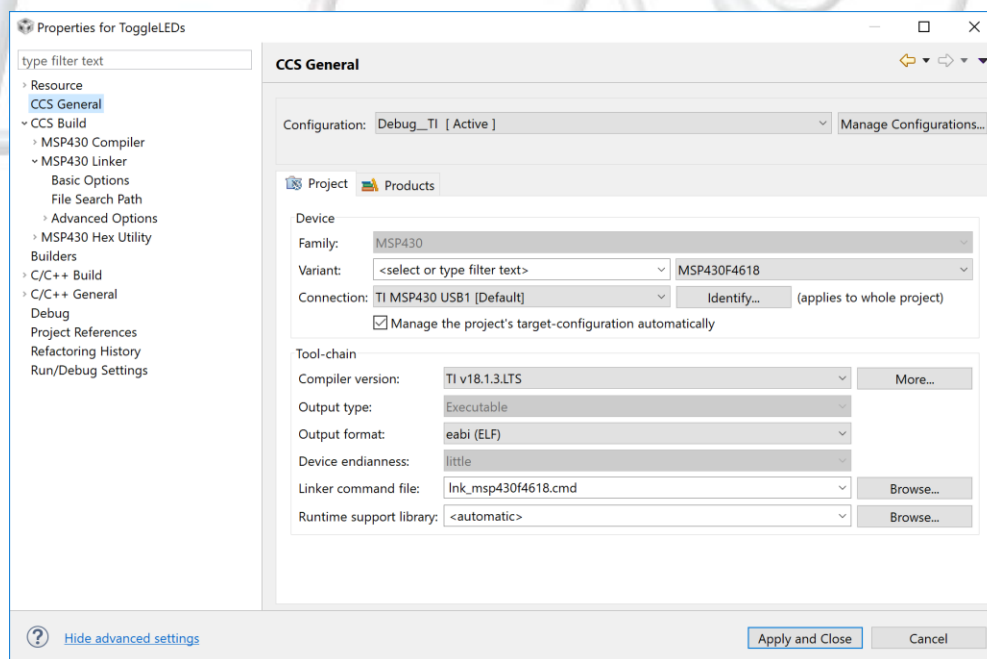 Properties for ToggleLEDs
type filter text
Resource
CCS General
CCS Build
MSP430 Compiler
MSP430 Linker
Basic Options
File Search Path
Advanced Options
MSP430 Hex Utility
Builders
C/C++ Build
C/C++ General
Debug
Project References
Refactoring History
Run/Debug Settings
CCS General
Configuration: Debug__TI [ Active ] Manage Configurations...
Project Products
Device
Family: MSP430
Variant: <select or type filter text> MSP430F4618
Connection: TI MSP430 USB1 [Default] Identify... (applies to whole project)
Manage the project's target-configuration automatically
Tool-chain
Compiler version: TI v18.1.3.LTS More...
Output type: Executable
Output format: eabi (ELF)
Device endianness: little
Linker command file: lnk_msp430f4618.cmd Browse...
Runtime support library: <automatic> Browse...
? Hide advanced settings Apply and Close Cancel